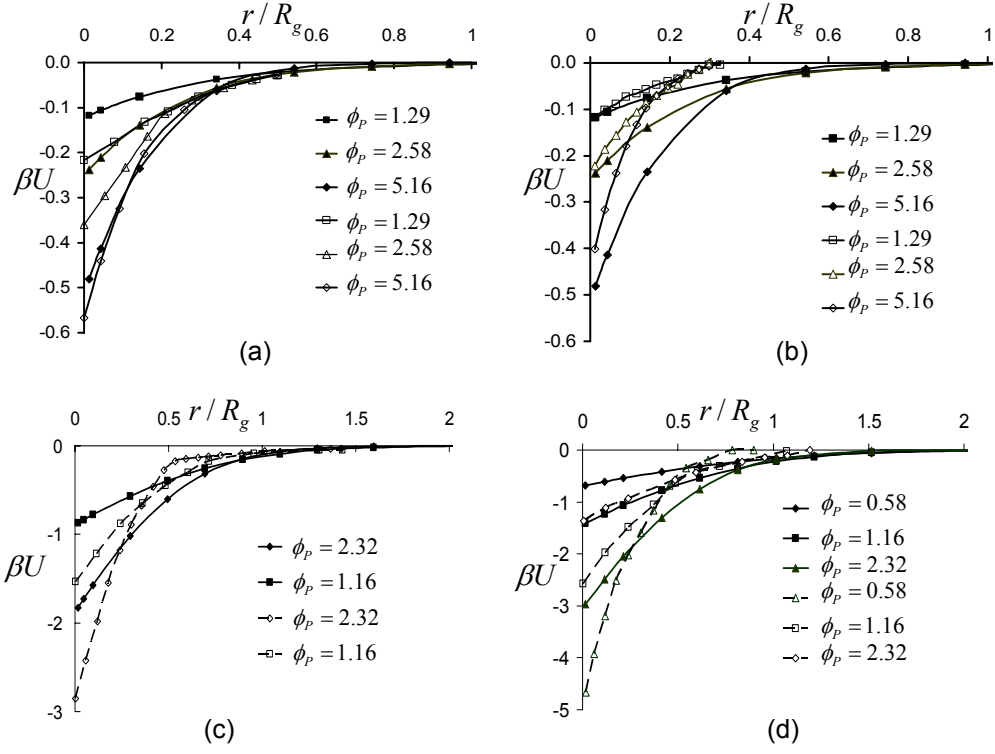 r / R_g
0 0.2 0.4 0.6 0.8 1
0.0
-0.1
-0.2
-0.3
-0.4
-0.5
-0.6
βU
ϕ_P = 1.29
ϕ_P = 2.58
ϕ_P = 5.16
ϕ_P = 1.29
ϕ_P = 2.58
ϕ_P = 5.16
(a)
r / R_g
0 0.2 0.4 0.6 0.8 1
0.0
-0.1
-0.2
-0.3
-0.4
-0.5
-0.6
βU
ϕ_P = 1.29
ϕ_P = 2.58
ϕ_P = 5.16
ϕ_P = 1.29
ϕ_P = 2.58
ϕ_P = 5.16
(b)
0 0.5 1 1.5 2
r / R_g
0
-1
-2
-3
βU
ϕ_P = 2.32
ϕ_P = 1.16
ϕ_P = 2.32
ϕ_P = 1.16
(c)
0 0.5 1 1.5 2
r / R_g
0
-1
-2
-3
-4
-5
βU
ϕ_P = 0.58
ϕ_P = 1.16
ϕ_P = 2.32
ϕ_P = 0.58
ϕ_P = 1.16
ϕ_P = 2.32
(d)